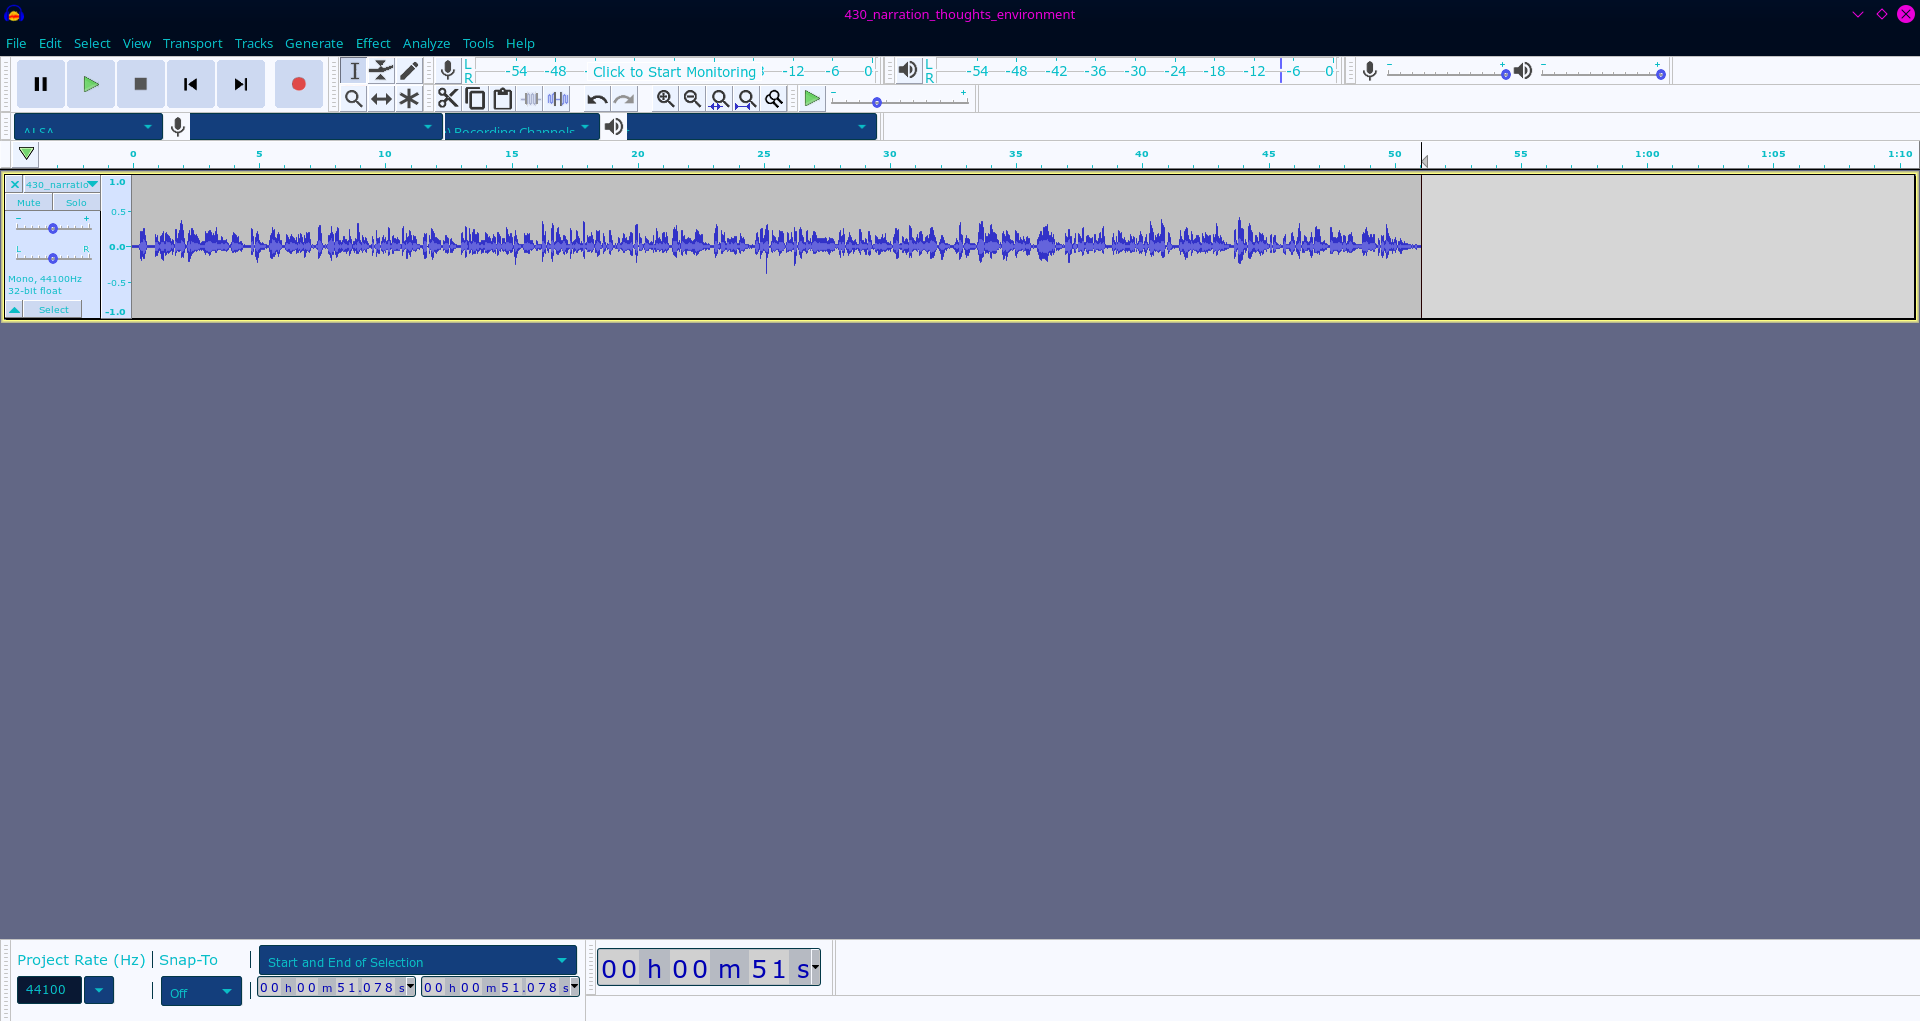 430_narration_thoughts_environment
File Edit Select View Transport Tracks Generate Effect Analyze Tools Help
L R -54 -48 Click to Start Monitoring -12 -6 0 L R -54 -48 -42 -36 -30 -24 -18 -12 -6 0
ALSA Recording Channels
0 5 10 15 20 25 30 35 40 45 50 55 1:00 1:05 1:10
430_narratio 1.0
Mute Solo
0.5
L R 0.0
Mono, 44100Hz
32-bit float -0.5
Select -1.0
Project Rate (Hz) Snap-To Start and End of Selection 00 h 00 m 51 s
44100 Off 00 h 00 m 51.078 s 00 h 00 m 51.078 s